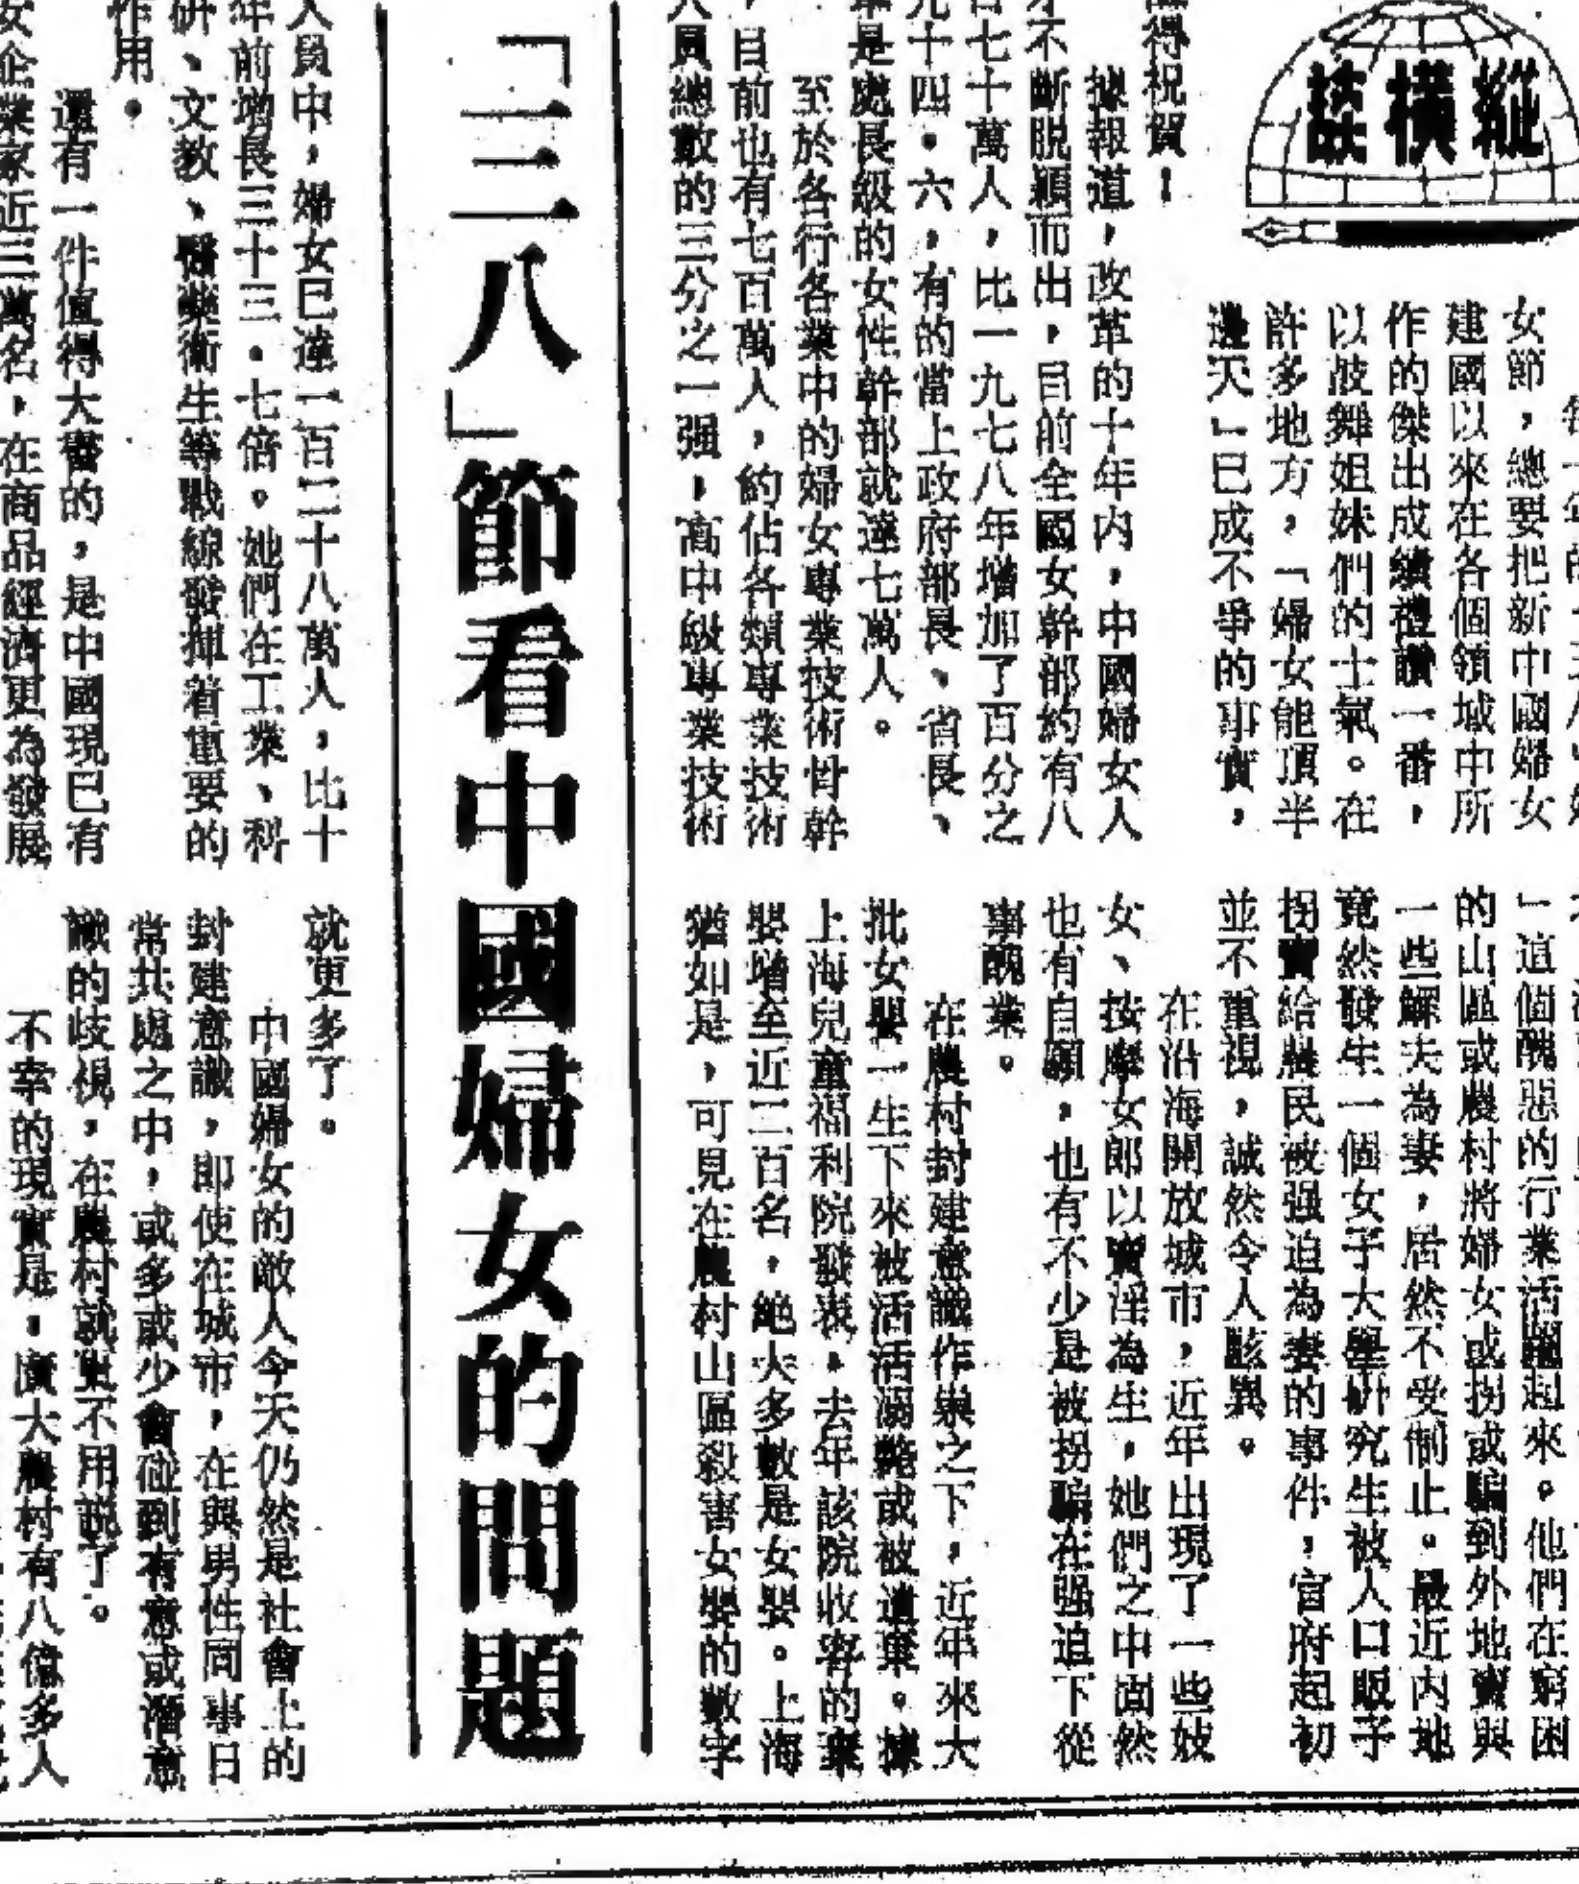 縱橫談
女節，總要把新中國婦女
建國以來在各個領域中所
作的傑出成績禮讚一番，
以鼓舞姐妹們的士氣。在
許多地方，「婦女能頂半
邊天」已成不爭的事實，
得祝賀！
據報道，改革的十年內，中國婦女人
才不斷脫穎而出，目前全國女幹部約有八
百七十萬人，比一九七八年增加了百分之
九十四．六，有的當上政府部長、省長、
單是處長級的女性幹部就達七萬人。
至於各行各業中的婦女專業技術骨幹
，目前也有七百萬人，約佔各類專業技術
人員總數的三分之一强，高中級專業技術
「三八」節看中國婦女的問題
人員中，婦女已達一百二十八萬人，比十
年前增長三十三．七倍。她們在工業、科
研、文教、醫藥衞生等戰線發揮着重要的
作用。
還有一件值得大書的，是中國現已有
女企業家近三萬名，在商品經濟更為發展
」這個醜惡的行業活躍起來。他們在窮困
的山區或農村將婦女或拐或騙到外地賣與
一些鰥夫為妻，居然不受制止。最近內地
竟然發生一個女子大學研究生被人口販子
拐賣給農民被强迫為妻的事件，官府起初
並不重視，誠然令人駭異。
在沿海開放城市，近年出現了一些妓
女、按摩女郎以賣淫為生，她們之中固然
也有自願，也有不少是被拐騙在强迫下從
事醜業。
在農村封建意識作祟之下，近年來大
批女嬰一生下來被活活溺斃或被遺棄。據
上海兒童福利院發表，去年該院收容的棄
嬰增至近二百名，絕大多數是女嬰。上海
猶如是，可見在農村山區殺害女嬰的數字
就更多了。
中國婦女的敵人今天仍然是社會上的
封建意識，即使在城市，在與男性同事日
常共處之中，或多或少會碰到有意或潛意
識的歧視，在農村就更不用說了。
不幸的現實是，廣大農村有八億多人